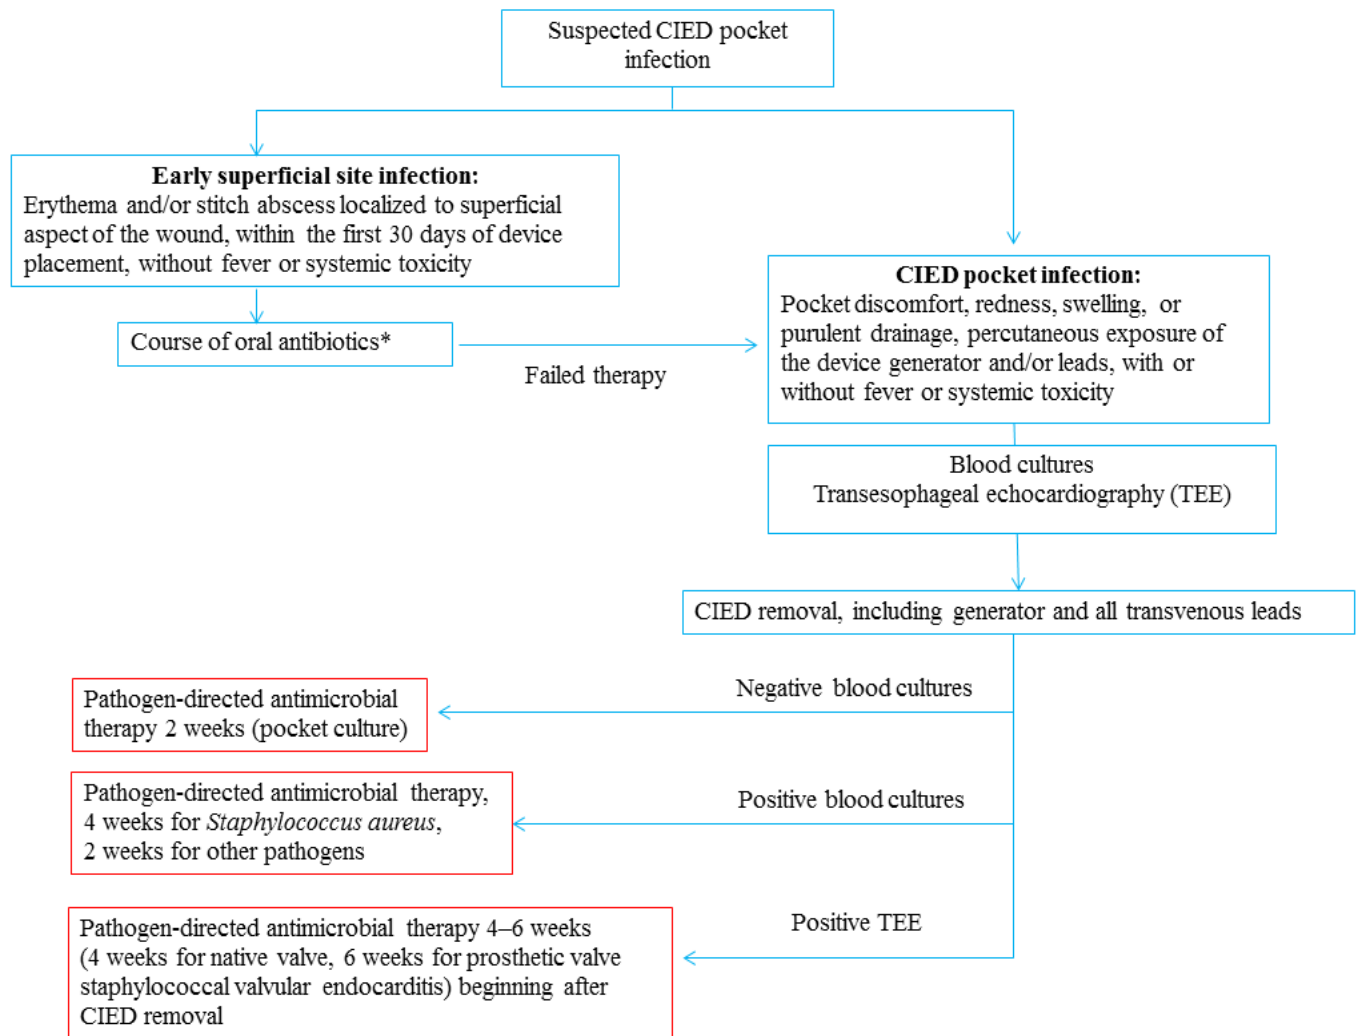 Suspected CIED pocket
infection
Early superficial site infection:
Erythema and/or stitch abscess localized to superficial
aspect of the wound, within the first 30 days of device
placement, without fever or systemic toxicity
Course of oral antibiotics*
Failed therapy
CIED pocket infection:
Pocket discomfort, redness, swelling, or
purulent drainage, percutaneous exposure of
the device generator and/or leads, with or
without fever or systemic toxicity
Blood cultures
Transesophageal echocardiography (TEE)
CIED removal, including generator and all transvenous leads
Negative blood cultures
Pathogen-directed antimicrobial
therapy 2 weeks (pocket culture)
Positive blood cultures
Pathogen-directed antimicrobial therapy,
4 weeks for Staphylococcus aureus,
2 weeks for other pathogens
Positive TEE
Pathogen-directed antimicrobial therapy 4–6 weeks
(4 weeks for native valve, 6 weeks for prosthetic valve
staphylococcal valvular endocarditis) beginning after
CIED removal